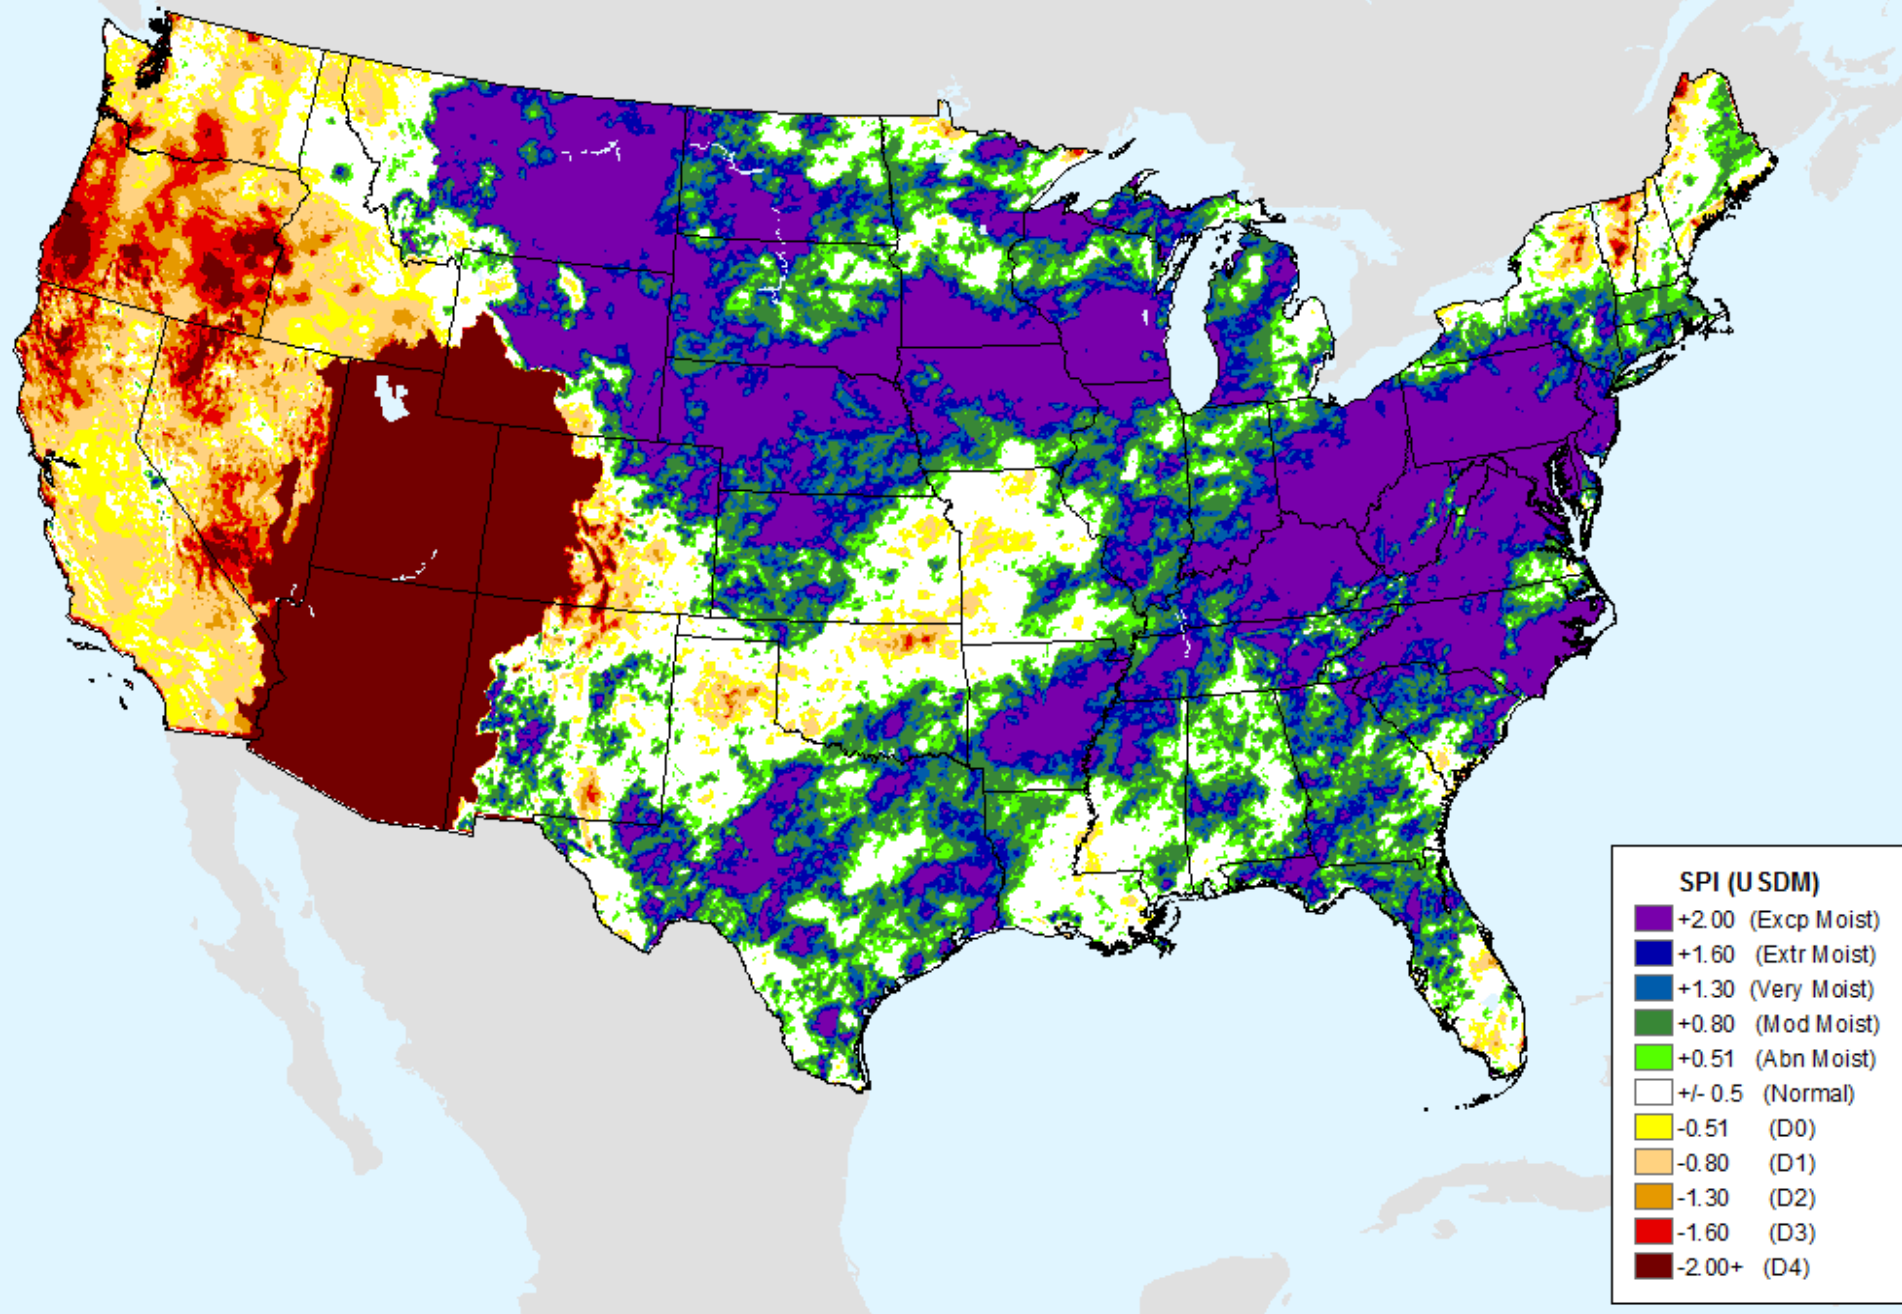 SPI (USDM)
+2.00 (Excp Moist)
+1.60 (Extr Moist)
+1.30 (Very Moist)
+0.80 (Mod Moist)
+0.51 (Abn Moist)
+/- 0.5 (Normal)
-0.51 (D0)
-0.80 (D1)
-1.30 (D2)
-1.60 (D3)
-2.00+ (D4)